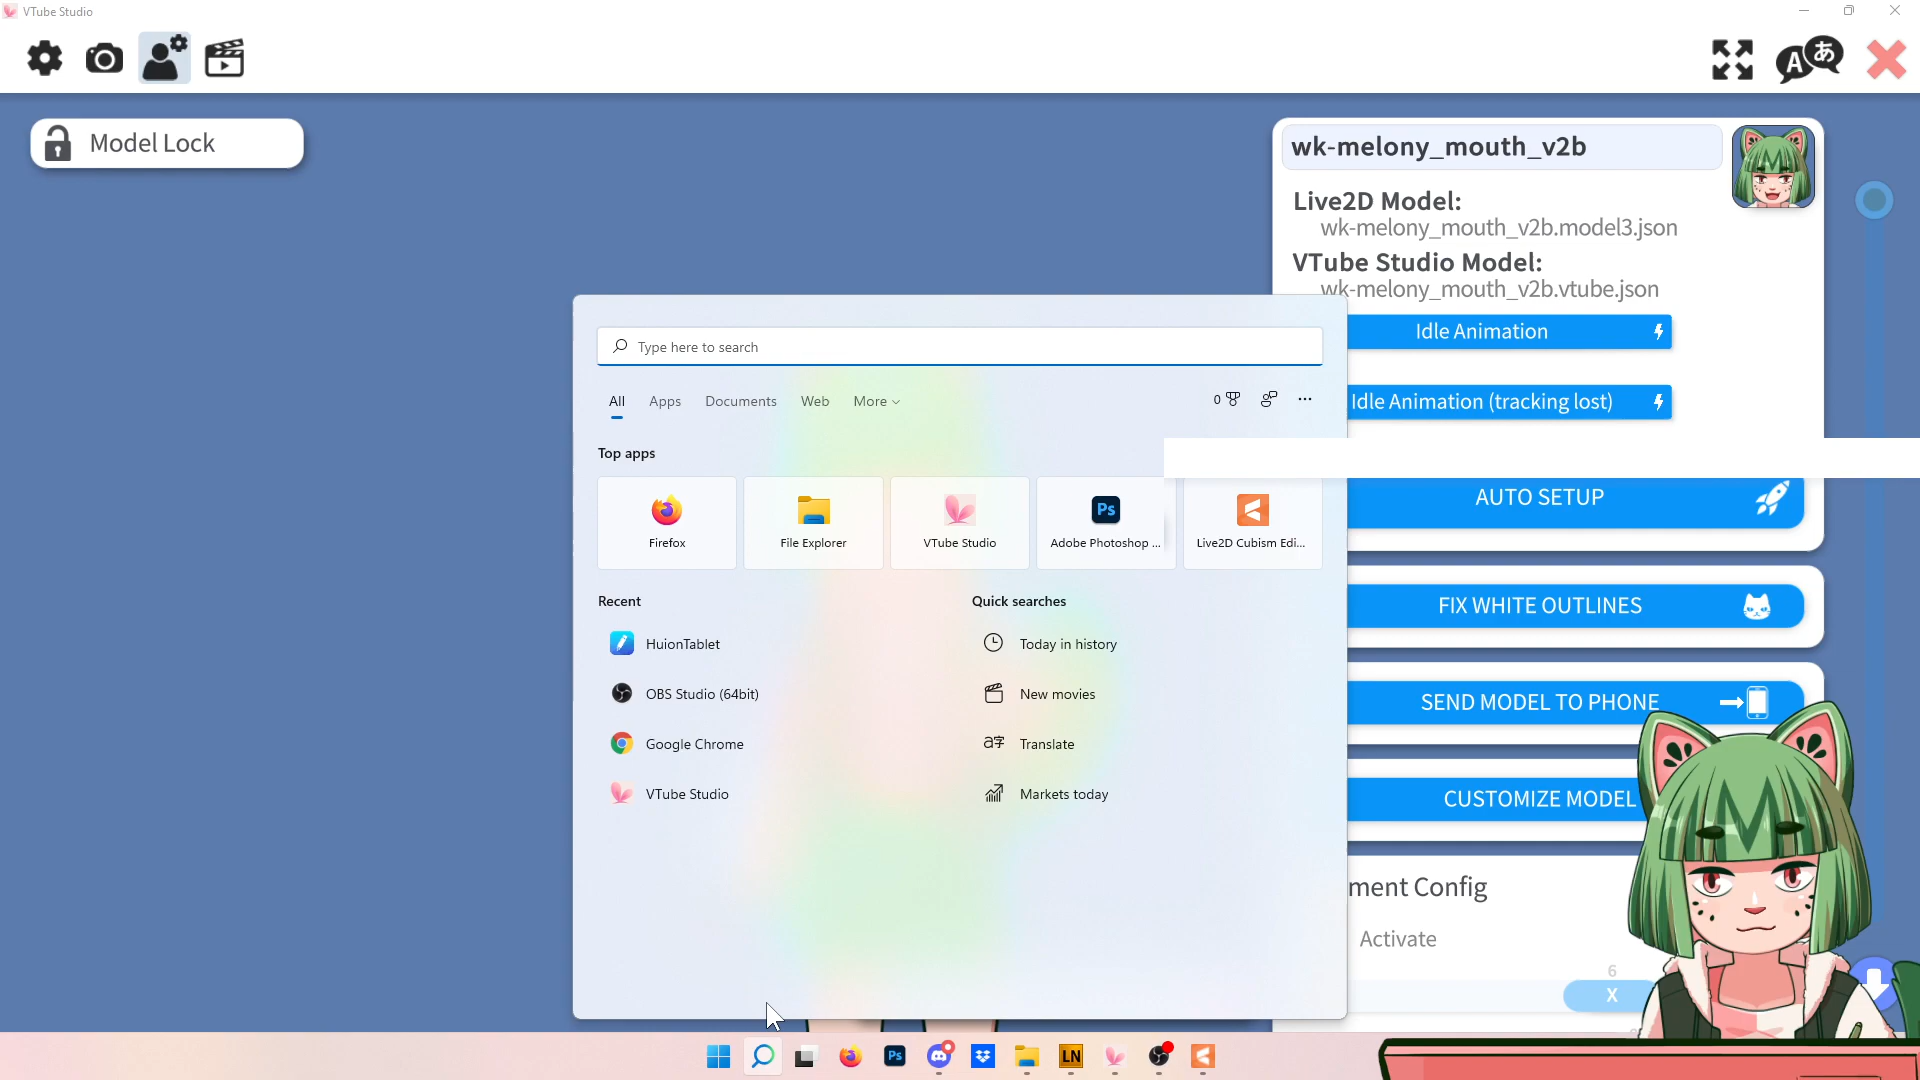 VTube Studio
A あ
Model Lock
wk-melony_mouth_v2b
Live2D Model:
wk-melony_mouth_v2b.model3.json
VTube Studio Model:
wk-melony_mouth_v2b.vtube.json
Idle Animation
Idle Animation (tracking lost)
AUTO SETUP
FIX WHITE OUTLINES
SEND MODEL TO PHONE
CUSTOMIZE MODEL
ment Config
Activate
6
X
Type here to search
All Apps Documents Web More
0
Top apps
Firefox
File Explorer
VTube Studio
Ps
Adobe Photoshop ...
Live2D Cubism Edi...
Recent
HuionTablet
OBS Studio (64bit)
Google Chrome
VTube Studio
Quick searches
Today in history
New movies
Translate
Markets today
Ps
LN